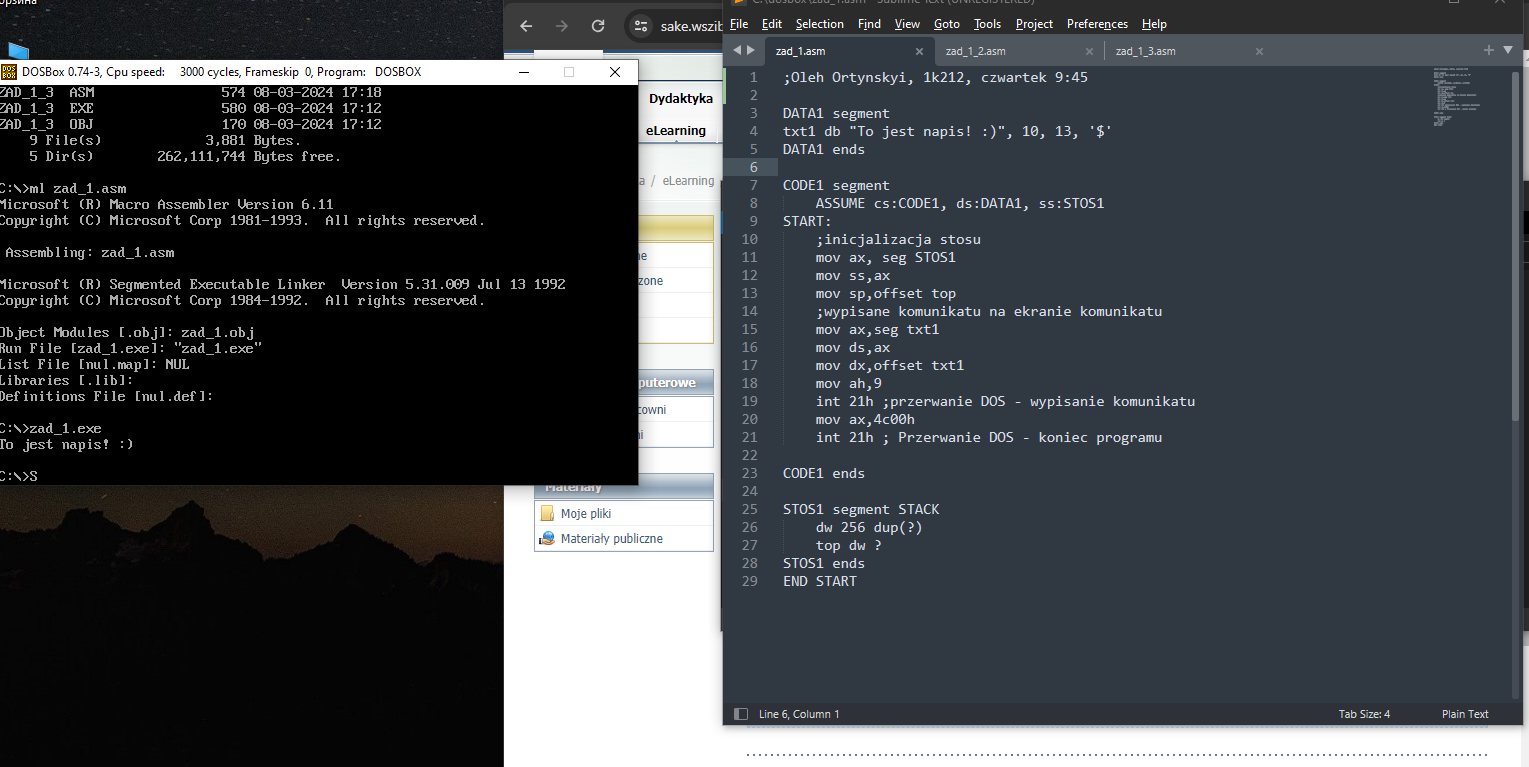 орзина
DOSBox 0.74-3, Cpu speed: 3000 cycles, Frameskip 0, Program: DOSBOX
ZAD_1_3 ASM 574 08-03-2024 17:18
ZAD_1_3 EXE 580 08-03-2024 17:12
ZAD_1_3 OBJ 170 08-03-2024 17:12
9 File(s) 3,881 Bytes.
5 Dir(s) 262,111,744 Bytes free.
C:\>ml zad_1.asm
Microsoft (R) Macro Assembler Version 6.11
Copyright (C) Microsoft Corp 1981-1993. All rights reserved.
Assembling: zad_1.asm
Microsoft (R) Segmented Executable Linker Version 5.31.009 Jul 13 1992
Copyright (C) Microsoft Corp 1984-1992. All rights reserved.
Object Modules [.obj]: zad_1.obj
Run File [zad_1.exe]: "zad_1.exe"
List File [nul.map]: NUL
Libraries [.lib]:
Definitions File [nul.def]:
C:\>zad_1.exe
To jest napis! :)
C:\>S
sake.wszib
Dydaktyka
eLearning
a / eLearning
ne
zone
puterowe
cowni
i
Materiały
Moje pliki
Materiały publiczne
File Edit Selection Find View Goto Tools Project Preferences Help
zad_1.asm zad_1_2.asm zad_1_3.asm
1 ;Oleh Ortynskyi, 1k212, czwartek 9:45
2
3 DATA1 segment
4 txt1 db "To jest napis! :)", 10, 13, '$'
5 DATA1 ends
6
7 CODE1 segment
8 ASSUME cs:CODE1, ds:DATA1, ss:STOS1
9 START:
10 ;inicjalizacja stosu
11 mov ax, seg STOS1
12 mov ss,ax
13 mov sp,offset top
14 ;wypisane komunikatu na ekranie komunikatu
15 mov ax,seg txt1
16 mov ds,ax
17 mov dx,offset txt1
18 mov ah,9
19 int 21h ;przerwanie DOS - wypisanie komunikatu
20 mov ax,4c00h
21 int 21h ; Przerwanie DOS - koniec programu
22
23 CODE1 ends
24
25 STOS1 segment STACK
26 dw 256 dup(?)
27 top dw ?
28 STOS1 ends
29 END START
Line 6, Column 1 Tab Size: 4 Plain Text